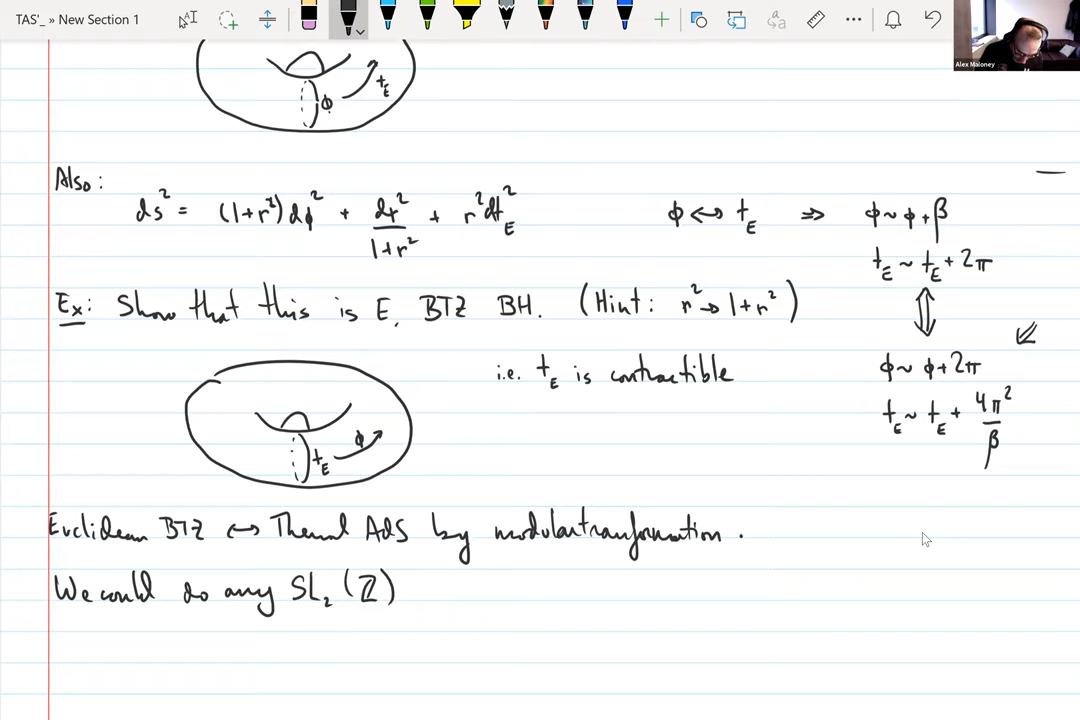 TAS'_ » New Section 1
Alex Maloney
ϕ t_E
Also:
ds² = (1+r²)dϕ² + dr²/(1+r²) + r²dt_E²
ϕ ↔ t_E ⇒ ϕ ~ ϕ + β
t_E ~ t_E + 2π
Ex: Show that this is E. BTZ BH. (Hint: r² → 1+r²)
⇕
i.e. t_E is contractible
ϕ ~ ϕ + 2π
t_E ~ t_E + 4π²/β
t_E ϕ
Euclidean BTZ ↔ Thermal AdS by modular tranformation.
We could do any SL₂(ℤ)